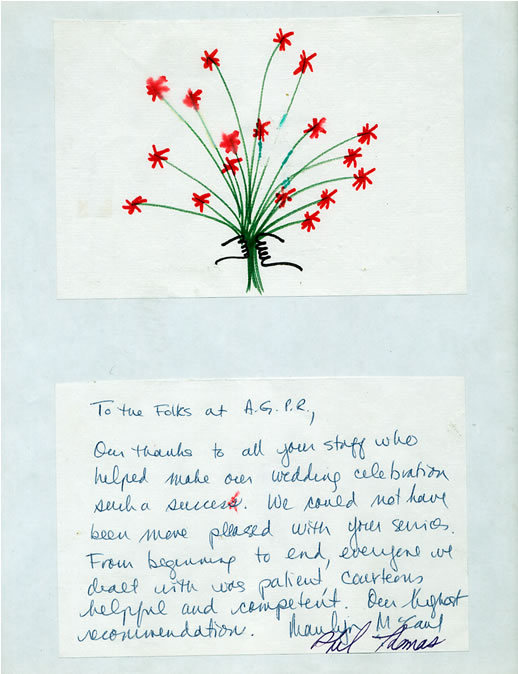 To the Folks at A.G.P.R.,
Our thanks to all your staff who
helped make our wedding celebration
such a success. We could not have
been more pleased with your services.
From beginning to end, everyone we
dealt with was patient courteous
helpful and competent. Our highest
recommendation. Marilyn
Phil Thomas